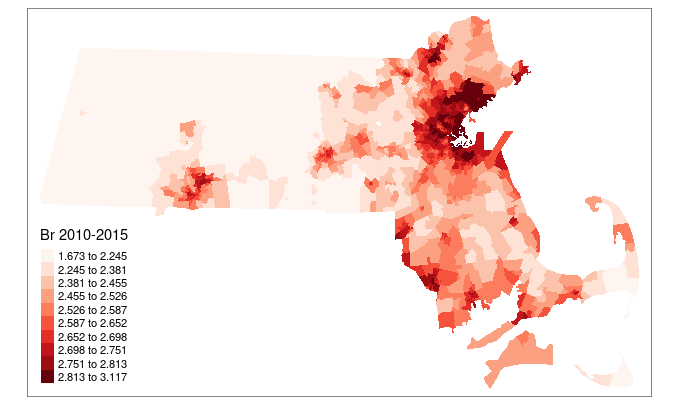 Br 2010-2015
1.673 to 2.245
2.245 to 2.381
2.381 to 2.455
2.455 to 2.526
2.526 to 2.587
2.587 to 2.652
2.652 to 2.698
2.698 to 2.751
2.751 to 2.813
2.813 to 3.117